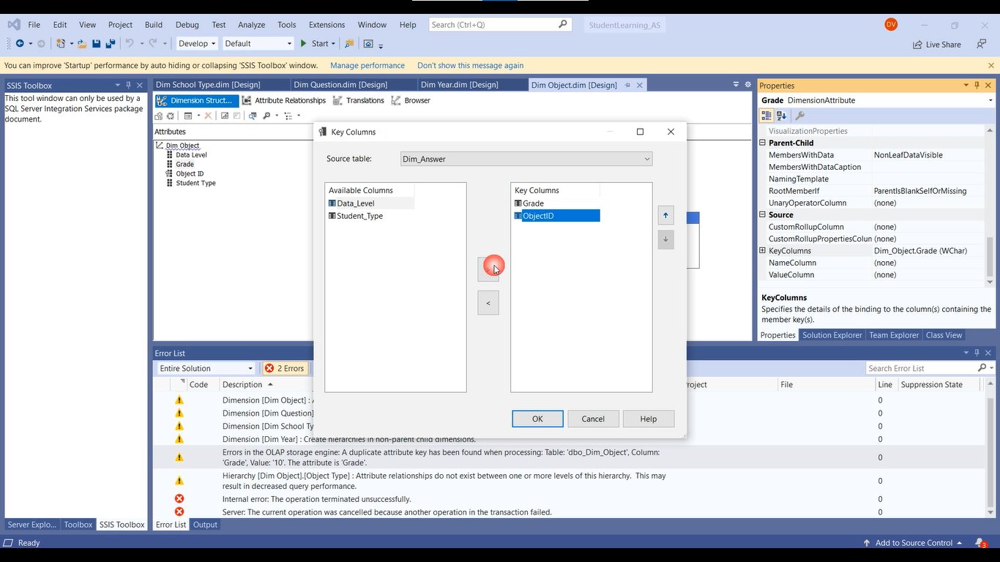 File Edit View Project Build Debug Test Analyze Tools Extensions Window Help Search (Ctrl+Q) StudentLearning_AS DV
Develop Default Start Live Share
You can improve 'Startup' performance by auto hiding or collapsing 'SSIS Toolbox' window. Manage performance Don't show this message again
SSIS Toolbox
This tool window can only be used by a
SQL Server Integration Services package
document.
Dim School Type.dim [Design] Dim Question.dim [Design] Dim Year.dim [Design] Dim Object.dim [Design]
Dimension Struct... Attribute Relationships Translations Browser
Attributes
Dim Object
Data Level
Grade
Object ID
Student Type
Key Columns
Source table: Dim_Answer
Available Columns
Data_Level
Student_Type
<
Key Columns
Grade
ObjectID
OK Cancel Help
Properties
Grade DimensionAttribute
VisualizationProperties
Parent-Child
MembersWithData NonLeafDataVisible
MembersWithDataCaption
NamingTemplate
RootMemberIf ParentIsBlankSelfOrMissing
UnaryOperatorColumn (none)
Source
CustomRollupColumn (none)
CustomRollupPropertiesColun (none)
KeyColumns Dim_Object.Grade (WChar)
NameColumn (none)
ValueColumn (none)
KeyColumns
Specifies the details of the binding to the column(s) containing the
member key(s).
Properties Solution Explorer Team Explorer Class View
Error List
Entire Solution 2 Errors Search Error List
Code Description roject File Line Suppression State
Dimension [Dim Object] : 0
Dimension [Dim Question] 0
Dimension [Dim School Ty 0
Dimension [Dim Year] : Create hierarchies in non-parent child dimensions. 0
Errors in the OLAP storage engine: A duplicate attribute key has been found when processing: Table: 'dbo_Dim_Object', Column: 0
'Grade', Value: '10'. The attribute is 'Grade'.
Hierarchy [Dim Object].[Object Type] : Attribute relationships do not exist between one or more levels of this hierarchy. This may 0
result in decreased query performance.
Internal error: The operation terminated unsuccessfully. 0
Server: The current operation was cancelled because another operation in the transaction failed. 0
Server Explo... Toolbox SSIS Toolbox Error List Output
Ready Add to Source Control 3